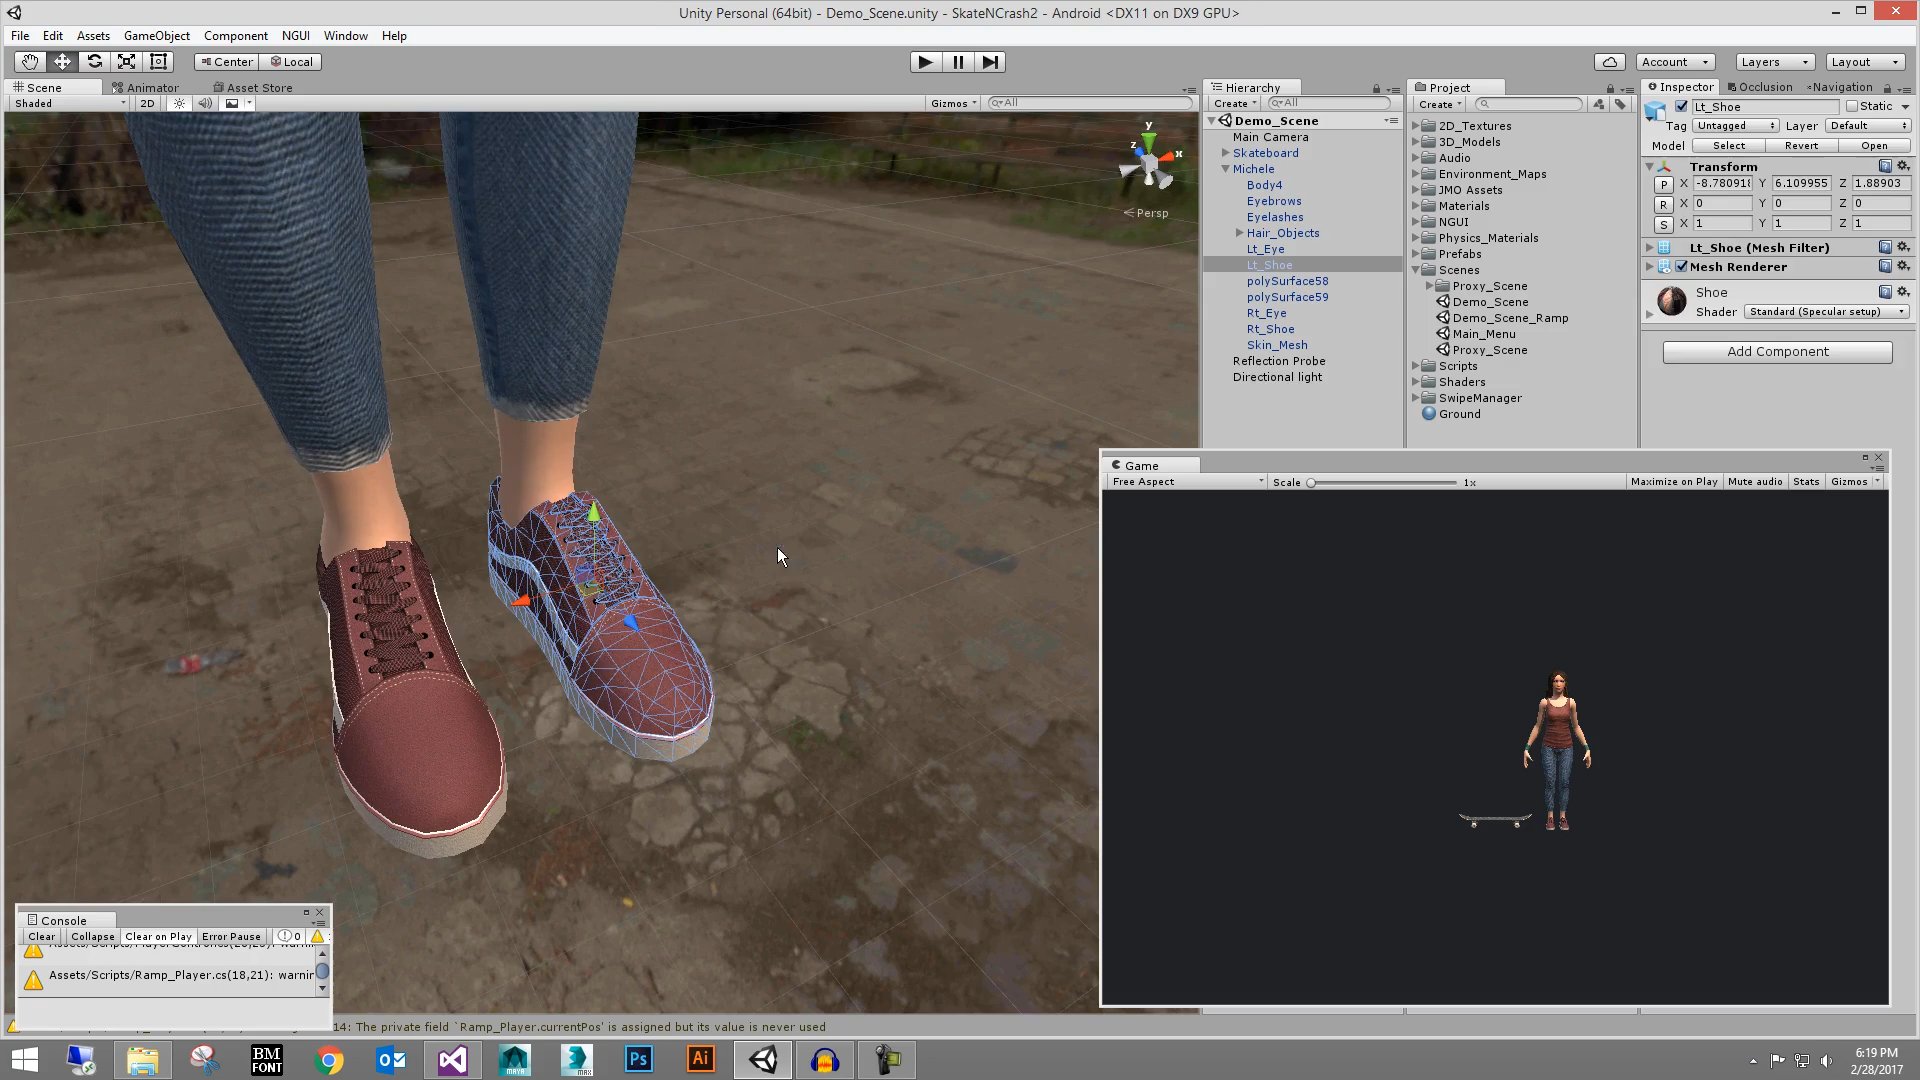 Unity Personal (64bit) - Demo_Scene.unity - SkateNCrash2 - Android <DX11 on DX9 GPU>
File Edit Assets GameObject Component NGUI Window Help
Center Local
Account Layers Layout
Scene Animator Asset Store
Shaded 2D Gizmos All
y
z x
Persp
Hierarchy
Create All
Demo_Scene
Main Camera
Skateboard
Michele
Body4
Eyebrows
Eyelashes
Hair_Objects
Lt_Eye
Lt_Shoe
polySurface58
polySurface59
Rt_Eye
Rt_Shoe
Skin_Mesh
Reflection Probe
Directional light
Project
Create
2D_Textures
3D_Models
Audio
Environment_Maps
JMO Assets
Materials
NGUI
Physics_Materials
Prefabs
Scenes
Proxy_Scene
Demo_Scene
Demo_Scene_Ramp
Main_Menu
Proxy_Scene
Scripts
Shaders
SwipeManager
Ground
Inspector Occlusion Navigation
Lt_Shoe Static
Tag Untagged Layer Default
Model Select Revert Open
Transform
P X -8.780918 Y 6.109955 Z 1.88903
R X 0 Y 0 Z 0
S X 1 Y 1 Z 1
Lt_Shoe (Mesh Filter)
Mesh Renderer
Shoe
Shader Standard (Specular setup)
Add Component
Game
Free Aspect Scale 1x Maximize on Play Mute audio Stats Gizmos
Console
Clear Collapse Clear on Play Error Pause 0
Assets/Scripts/Ramp_Player.cs(18,21): warnin
14: The private field `Ramp_Player.currentPos' is assigned but its value is never used
BM
FONT
MAYA
MAX
Ps
Ai
6:19 PM
2/28/2017